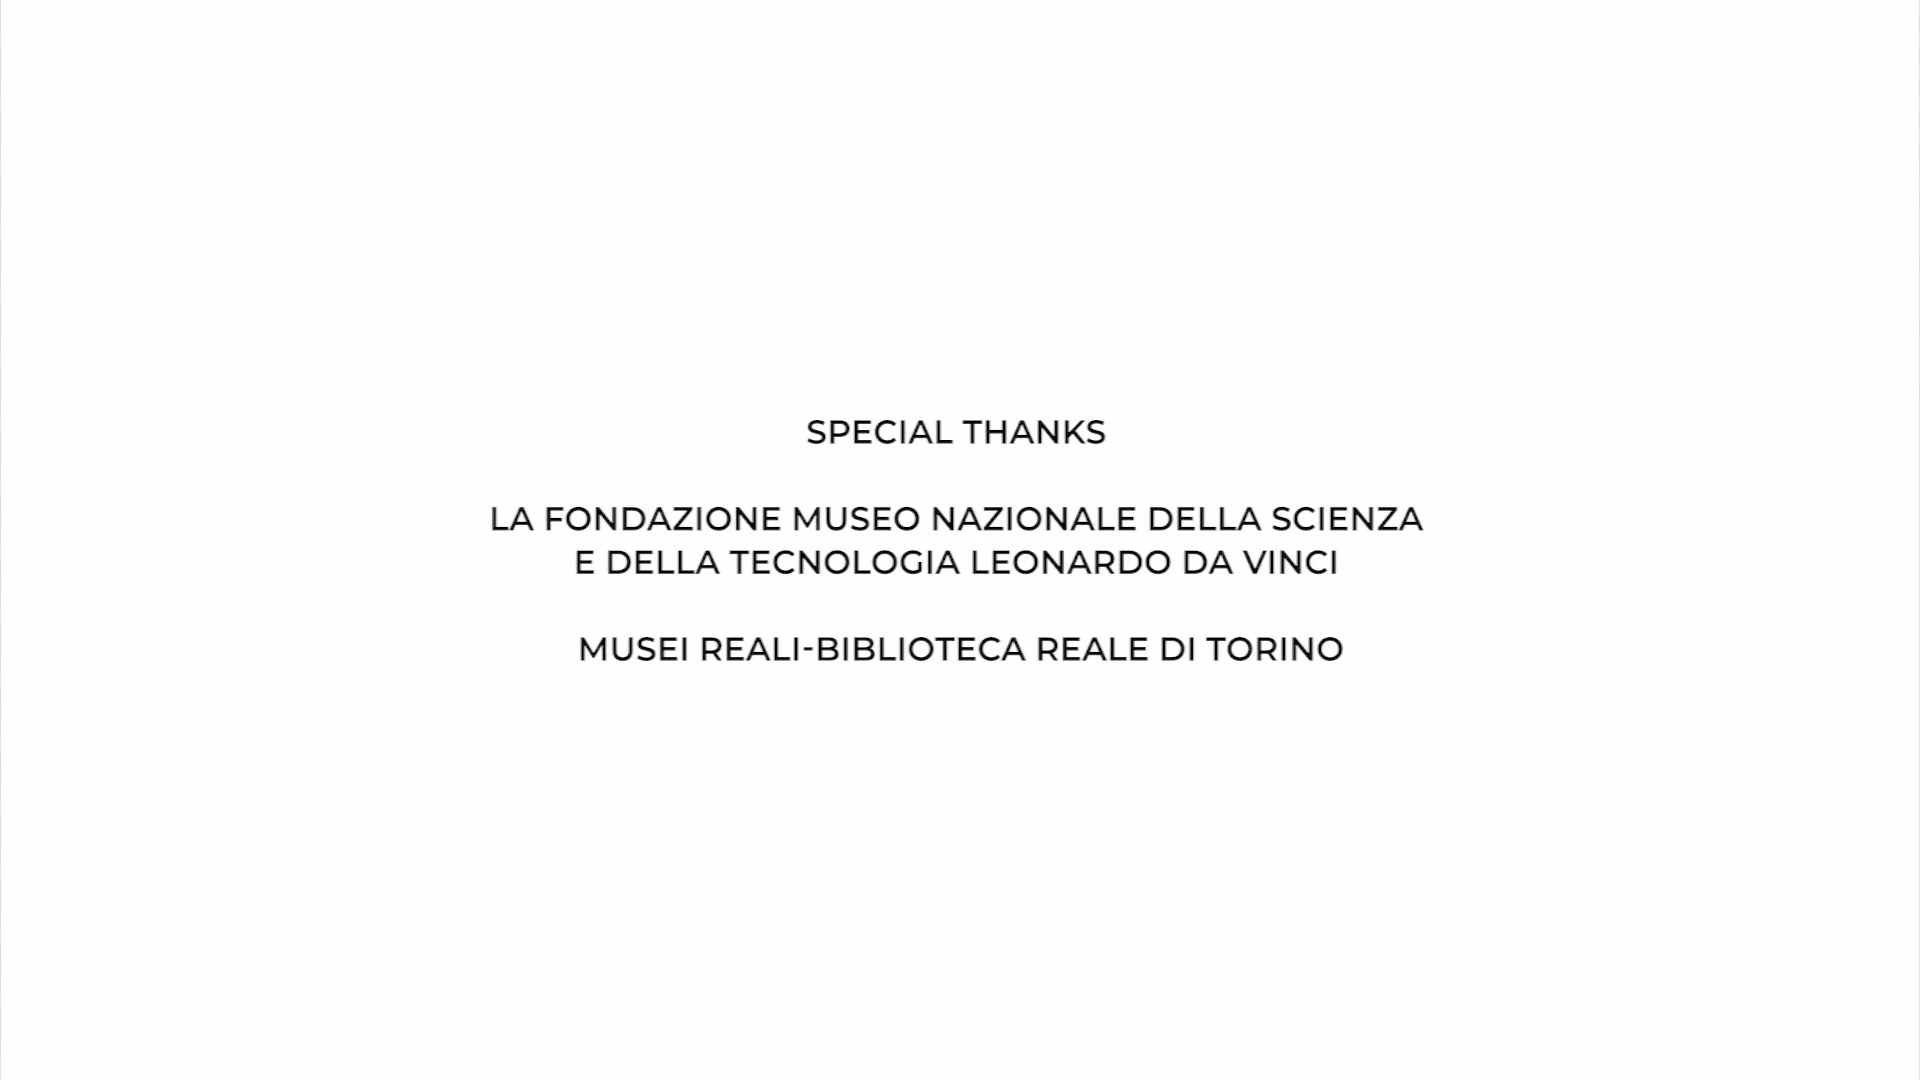 SPECIAL THANKS
LA FONDAZIONE MUSEO NAZIONALE DELLA SCIENZA
E DELLA TECNOLOGIA LEONARDO DA VINCI
MUSEI REALI-BIBLIOTECA REALE DI TORINO